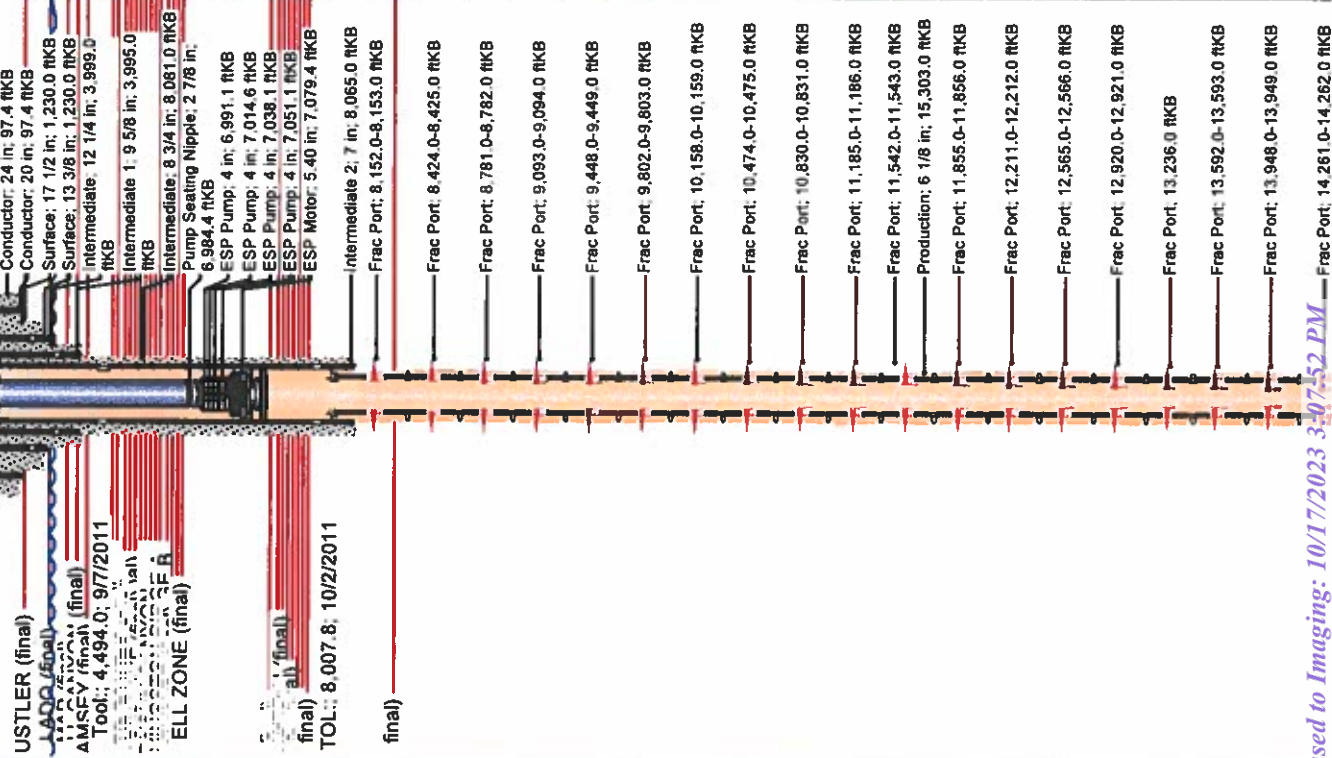 Conductor; 24 in; 97.4 ftKB
Conductor; 20 in; 97.4 ftKB
Surface; 17 1/2 in; 1,230.0 ftKB
Surface; 13 3/8 in; 1,230.0 ftKB
Intermediate; 12 1/4 in; 3,999.0
ftKB
Intermediate 1; 9 5/8 in; 3,995.0
ftKB
Intermediate; 8 3/4 in; 8,081.0 ftKB
Pump Seating Nipple; 2 7/8 in;
6,984.4 ftKB
ESP Pump; 4 in; 6,991.1 ftKB
ESP Pump; 4 in; 7,014.6 ftKB
ESP Pump; 4 in; 7,038.1 ftKB
ESP Pump; 4 in; 7,051.1 ftKB
ESP Motor; 5.40 in; 7,079.4 ftKB
Intermediate 2; 7 in; 8,065.0 ftKB
Frac Port; 8,152.0-8,153.0 ftKB
Frac Port; 8,424.0-8,425.0 ftKB
Frac Port; 8,781.0-8,782.0 ftKB
Frac Port; 9,093.0-9,094.0 ftKB
Frac Port; 9,448.0-9,449.0 ftKB
Frac Port; 9,802.0-9,803.0 ftKB
Frac Port; 10,158.0-10,159.0 ftKB
Frac Port; 10,474.0-10,475.0 ftKB
Frac Port; 10,830.0-10,831.0 ftKB
Frac Port; 11,185.0-11,186.0 ftKB
Frac Port; 11,542.0-11,543.0 ftKB
Production; 6 1/8 in; 15,303.0 ftKB
Frac Port; 11,855.0-11,856.0 ftKB
Frac Port; 12,211.0-12,212.0 ftKB
Frac Port; 12,565.0-12,566.0 ftKB
Frac Port; 12,920.0-12,921.0 ftKB
Frac Port; 13,236.0 ftKB
Frac Port; 13,592.0-13,593.0 ftKB
Frac Port; 13,948.0-13,949.0 ftKB
Frac Port; 14,261.0-14,262.0 ftKB
USTLER (final)
AMSEY (final)
Tool:; 4,494.0; 9/7/2011
ELL ZONE (final)
final)
TOL:; 8,007.8; 10/2/2011
final)
sed to Imaging: 10/17/2023 3:07:52 PM